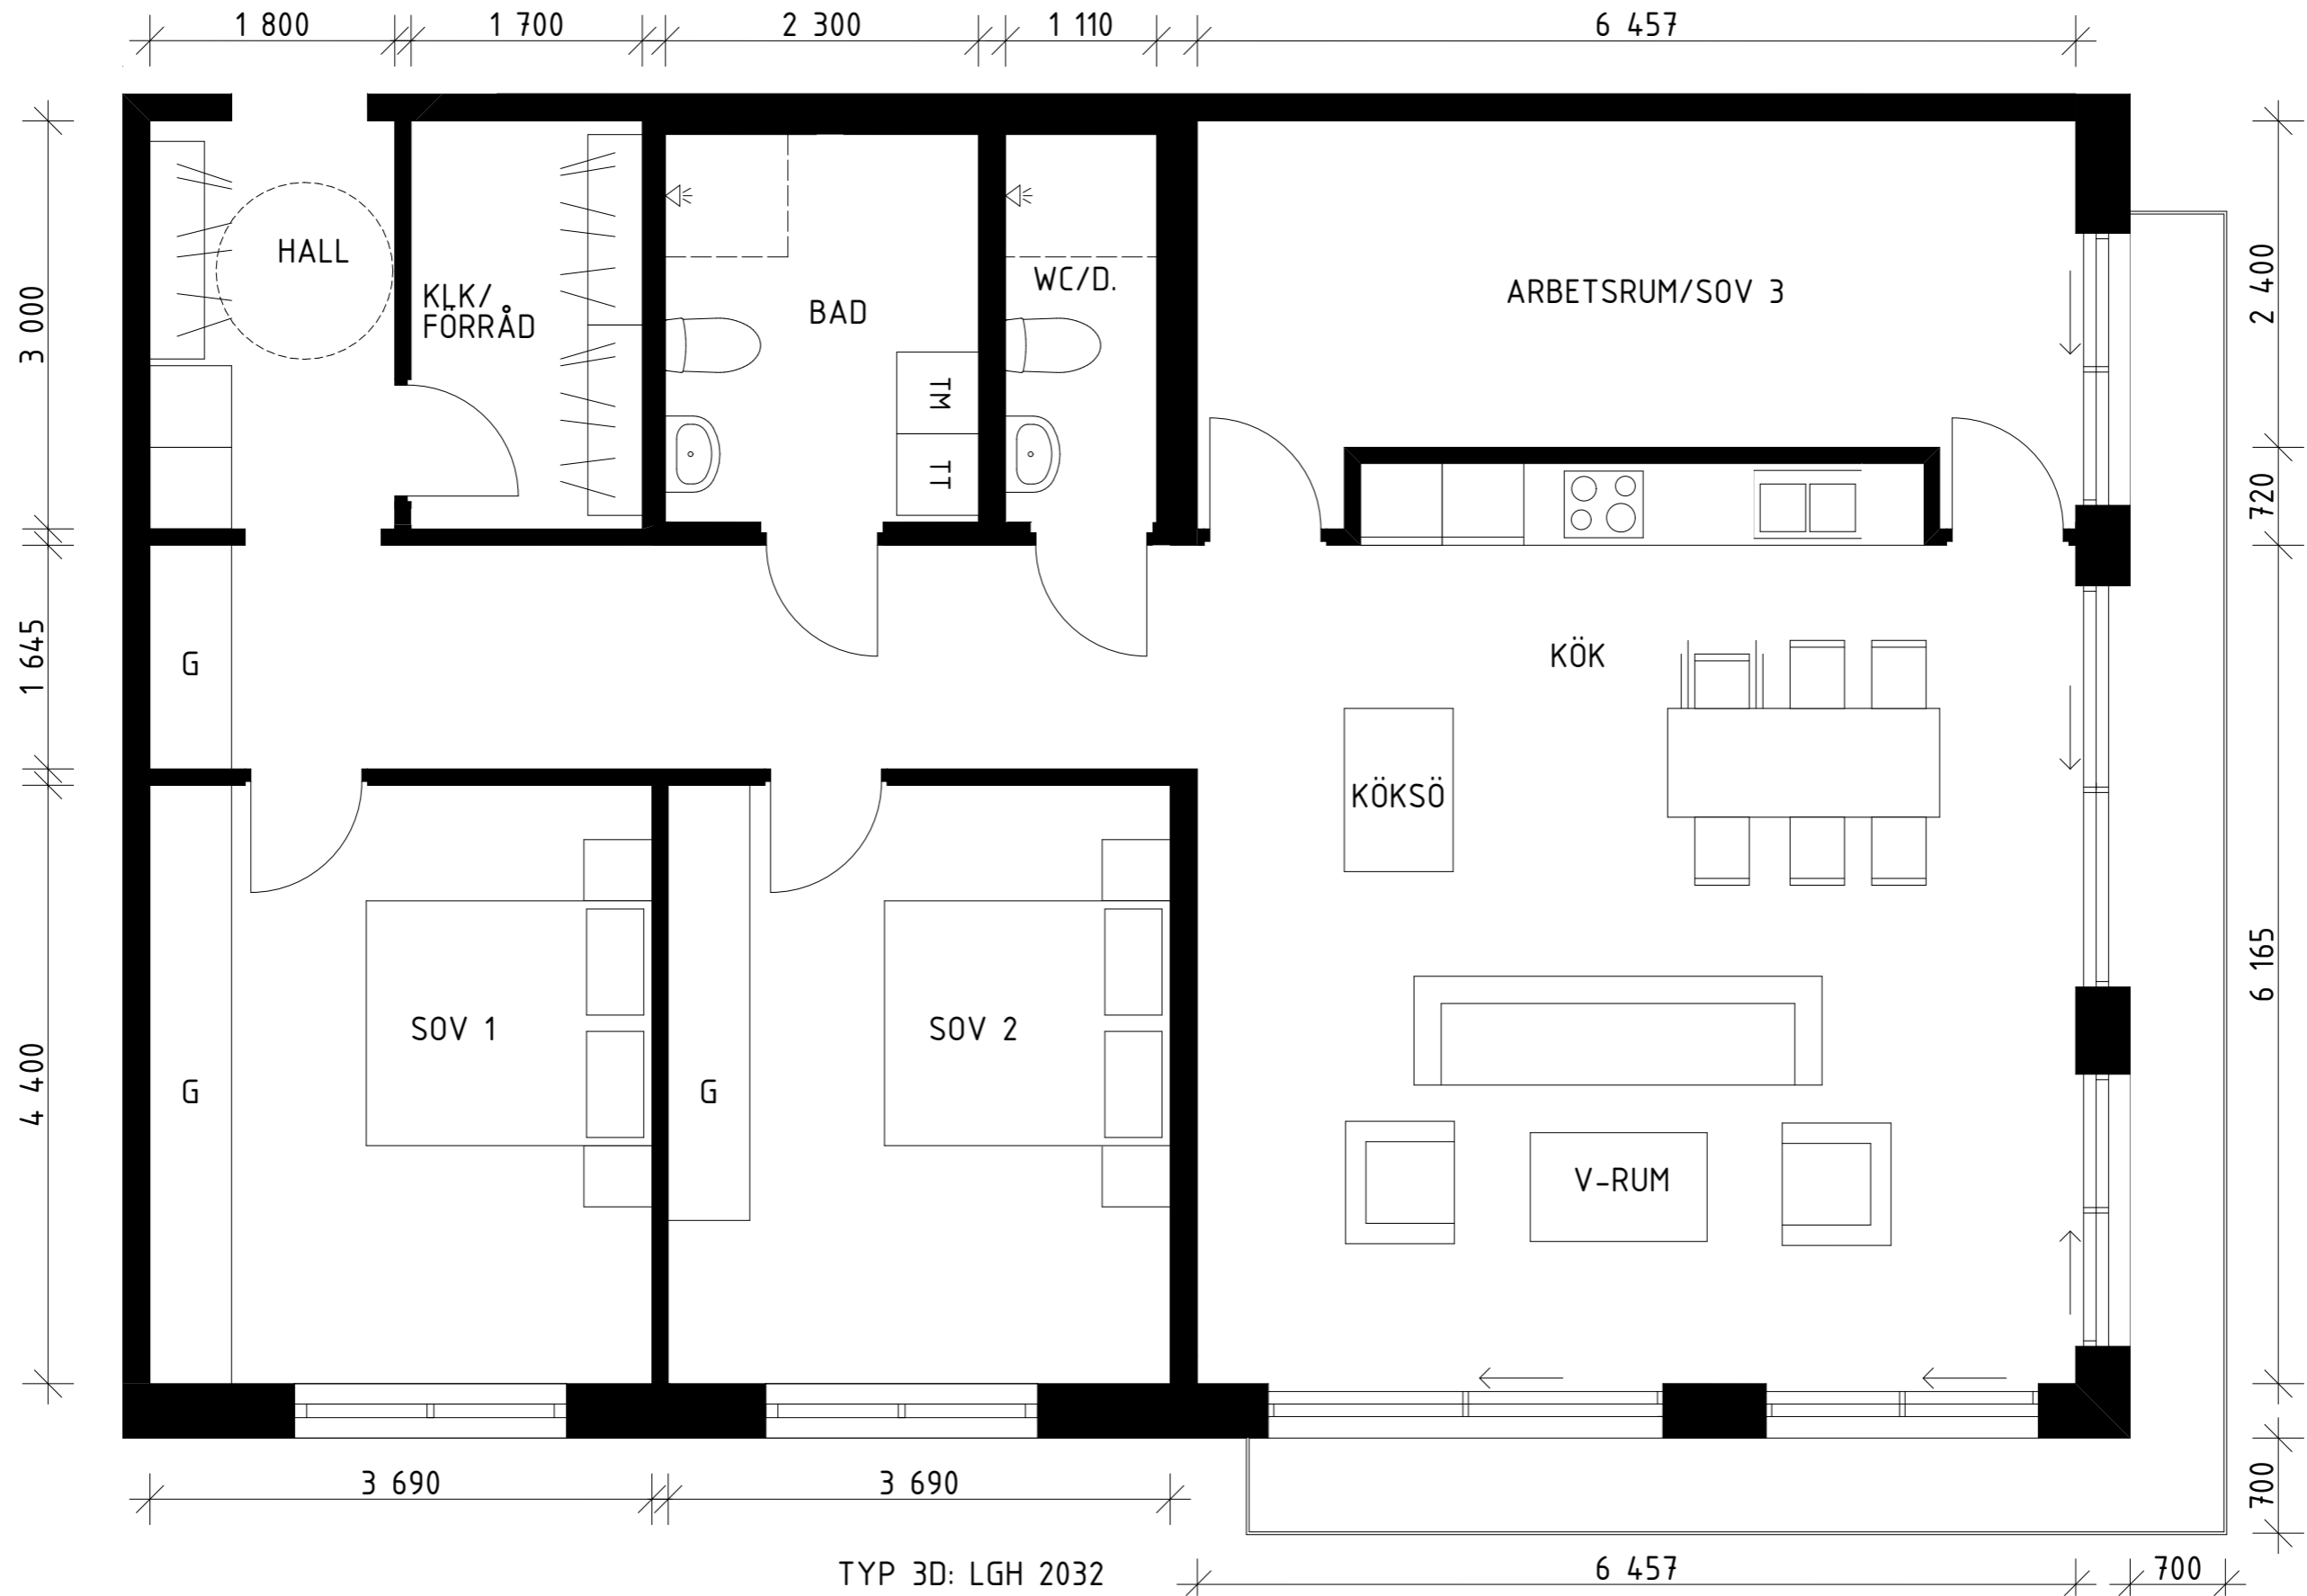 1 800
1 700
2 300
1 110
6 457
HALL
KLK/
FÖRRÅD
BAD
WC/D.
ARBETSRUM/SOV 3
3 000
2 400
TM
TT
720
1 645
G
KÖK
KÖKSÖ
6 165
SOV 1
SOV 2
4 400
G
G
V-RUM
3 690
3 690
700
TYP 3D: LGH 2032
6 457
700